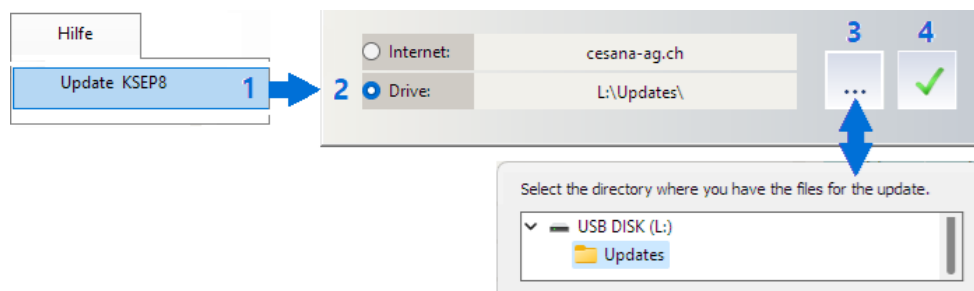 Hilfe
Update KSEP8 1
3 4
Internet: cesana-ag.ch
2 Drive: L:\Updates\ ...
Select the directory where you have the files for the update.
USB DISK (L:)
Updates